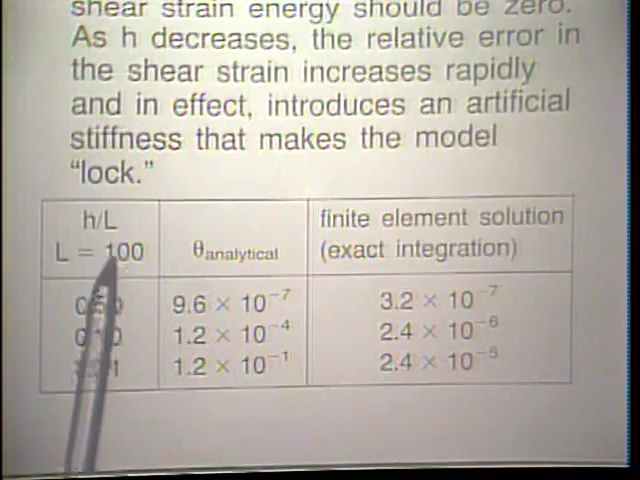 shear strain energy should be zero.
As h decreases, the relative error in
the shear strain increases rapidly
and in effect, introduces an artificial
stiffness that makes the model
“lock.”
h/L
L = 100
θanalytical
finite element solution
(exact integration)
9.6 × 10⁻⁷ 3.2 × 10⁻⁷
1.2 × 10⁻⁴ 2.4 × 10⁻⁶
1.2 × 10⁻¹ 2.4 × 10⁻⁵